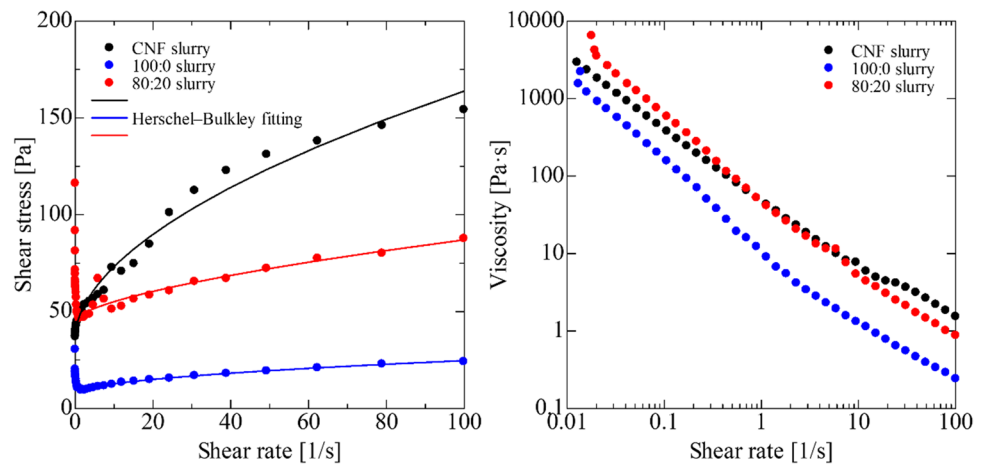 200
150
100
50
0
0 20 40 60 80 100
Shear stress [Pa]
Shear rate [1/s]
CNF slurry
100:0 slurry
80:20 slurry
Herschel–Bulkley fitting
10000
1000
100
10
1
0.1
0.01 0.1 1 10 100
Viscosity [Pa·s]
Shear rate [1/s]
CNF slurry
100:0 slurry
80:20 slurry